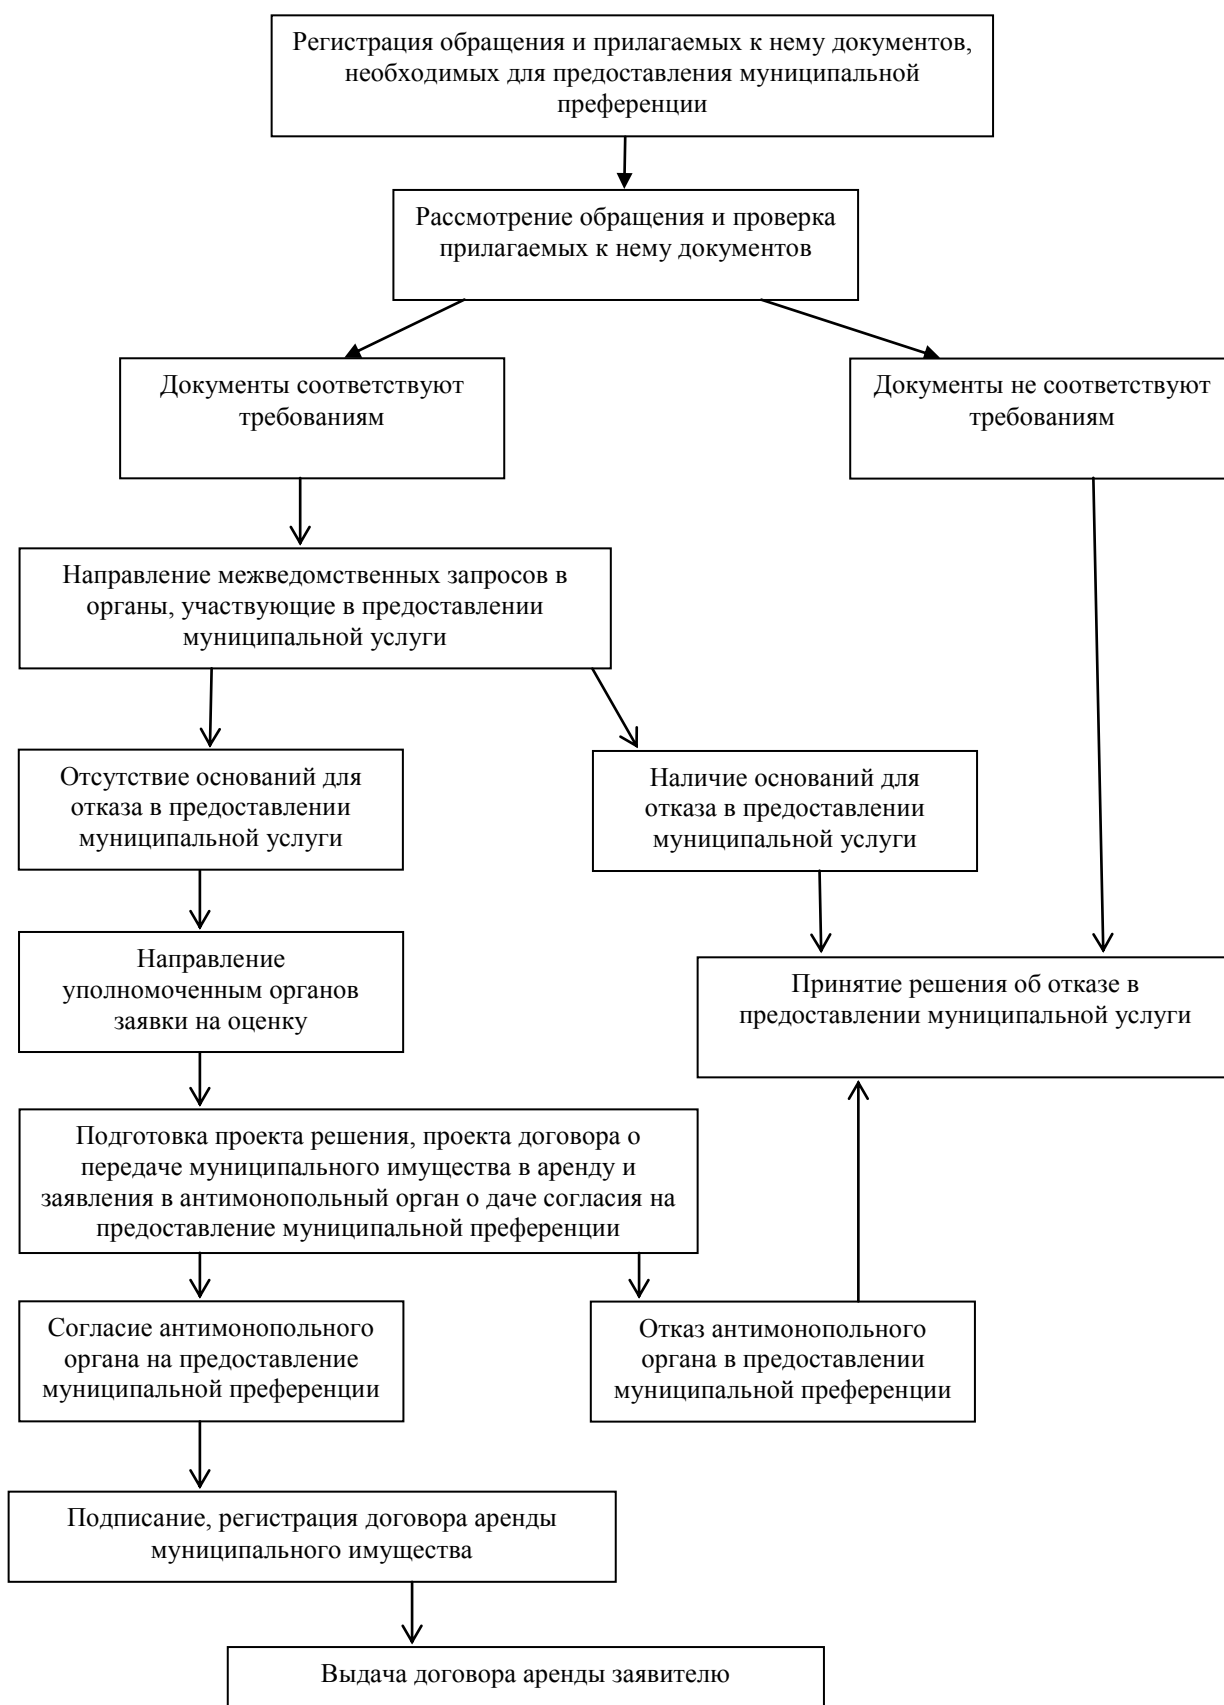 Регистрация обращения и прилагаемых к нему документов,
необходимых для предоставления муниципальной
преференции
Рассмотрение обращения и проверка
прилагаемых к нему документов
Документы соответствуют
требованиям
Документы не соответствуют
требованиям
Направление межведомственных запросов в
органы, участвующие в предоставлении
муниципальной услуги
Отсутствие оснований для
отказа в предоставлении
муниципальной услуги
Наличие оснований для
отказа в предоставлении
муниципальной услуги
Направление
уполномоченным органов
заявки на оценку
Принятие решения об отказе в
предоставлении муниципальной услуги
Подготовка проекта решения, проекта договора о
передаче муниципального имущества в аренду и
заявления в антимонопольный орган о даче согласия на
предоставление муниципальной преференции
Согласие антимонопольного
органа на предоставление
муниципальной преференции
Отказ антимонопольного
органа в предоставлении
муниципальной преференции
Подписание, регистрация договора аренды
муниципального имущества
Выдача договора аренды заявителю